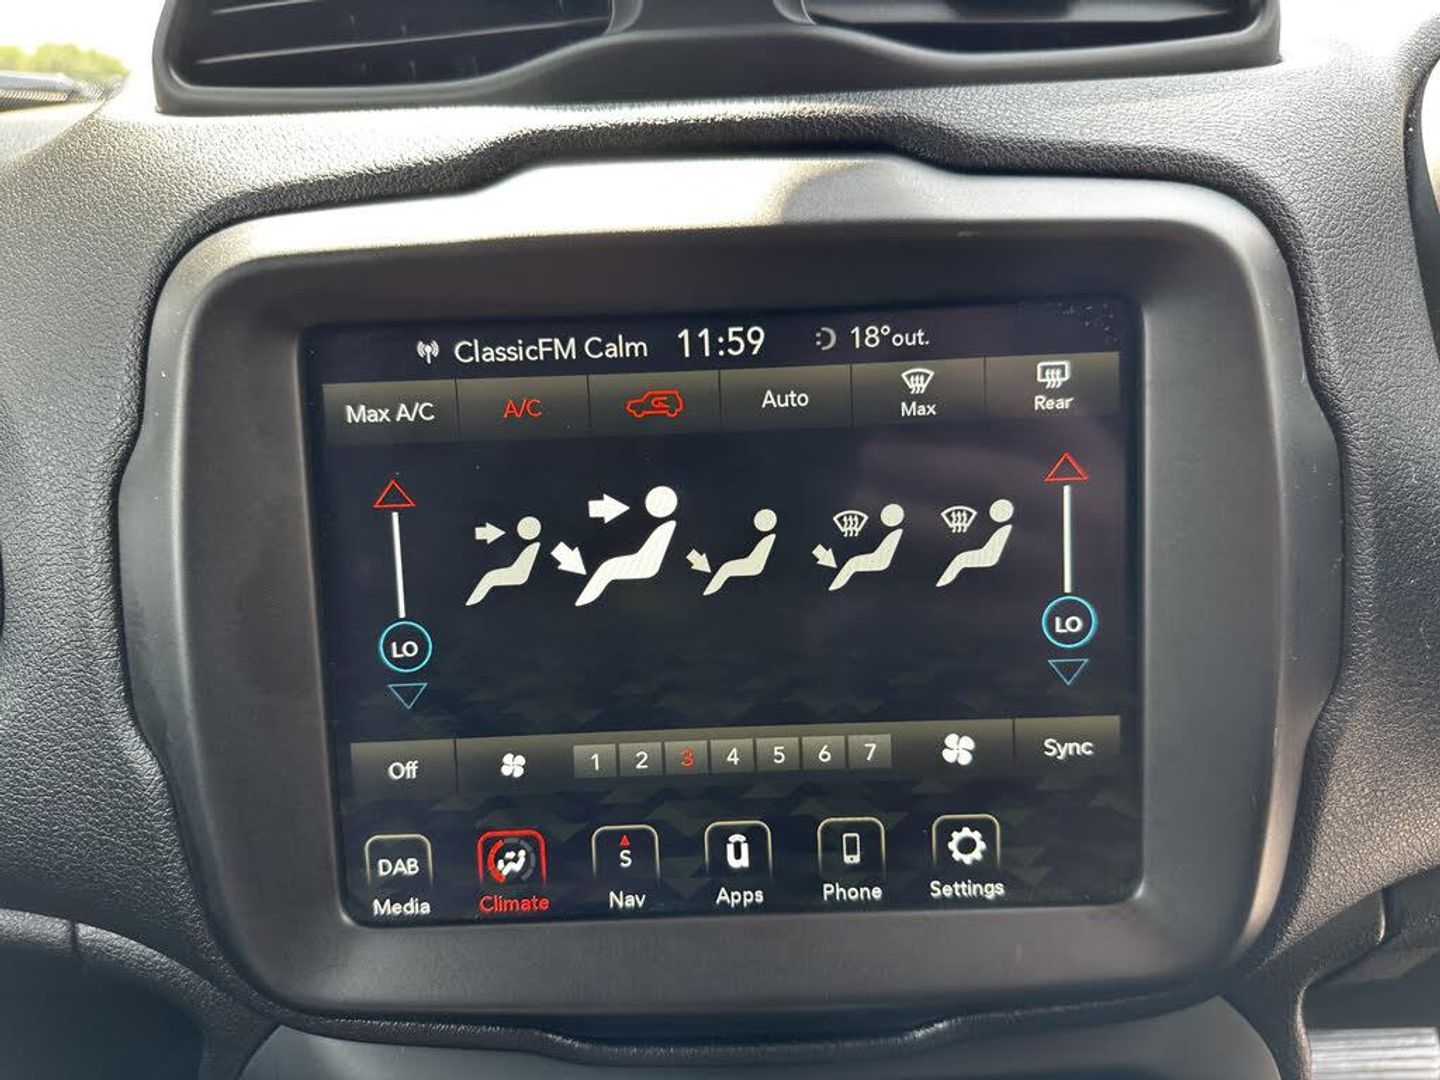 ClassicFM Calm 11:59 18°out.
Max A/C A/C Auto Max Rear
LO LO
Off 1 2 3 4 5 6 7 Sync
DAB S
Media Climate Nav Apps Phone Settings